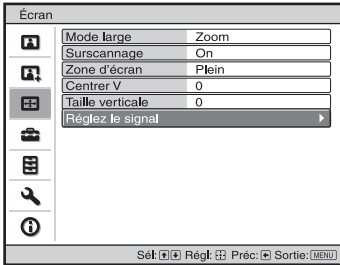 Écran
Mode large Zoom
Surscannage On
Zone d'écran Plein
Centrer V 0
Taille verticale 0
Réglez le signal
Sél: Régl: Préc: Sortie: MENU